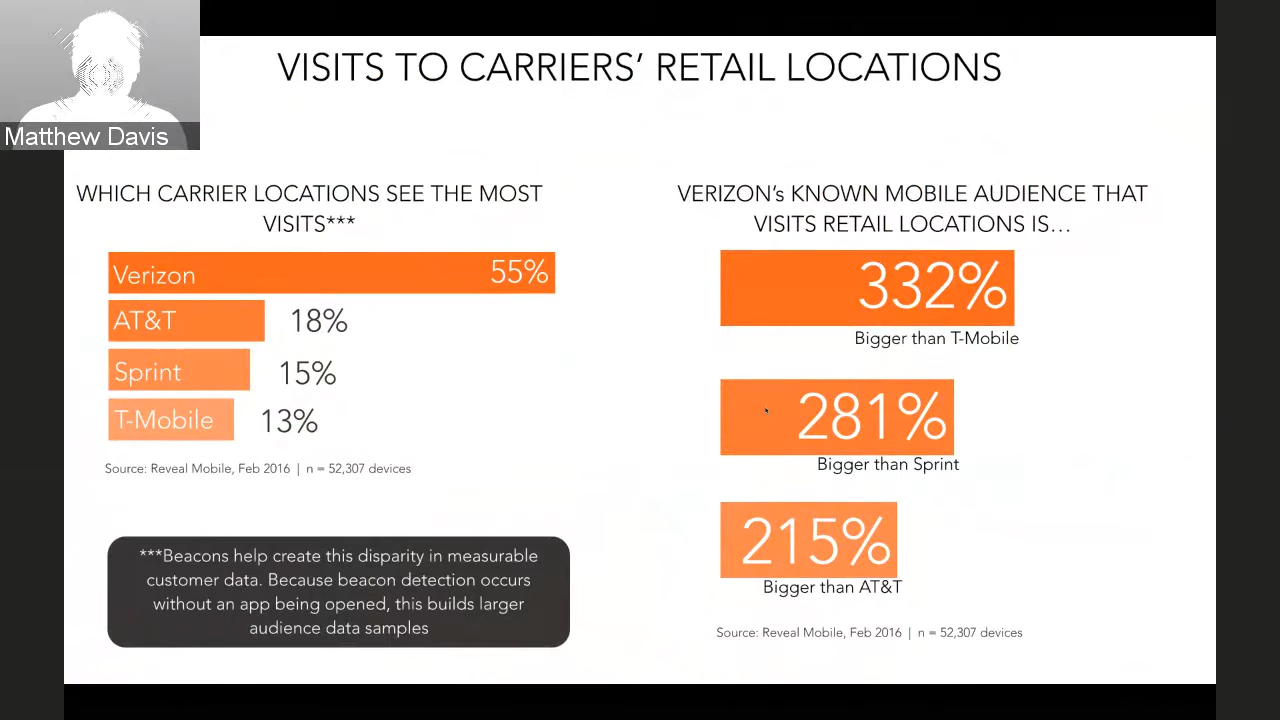 Matthew Davis
VISITS TO CARRIERS’ RETAIL LOCATIONS
WHICH CARRIER LOCATIONS SEE THE MOST
VISITS***
Verizon 55%
AT&T 18%
Sprint 15%
T-Mobile 13%
Source: Reveal Mobile, Feb 2016 | n = 52,307 devices
***Beacons help create this disparity in measurable
customer data. Because beacon detection occurs
without an app being opened, this builds larger
audience data samples
VERIZON’s KNOWN MOBILE AUDIENCE THAT
VISITS RETAIL LOCATIONS IS…
332%
Bigger than T-Mobile
281%
Bigger than Sprint
215%
Bigger than AT&T
Source: Reveal Mobile, Feb 2016 | n = 52,307 devices